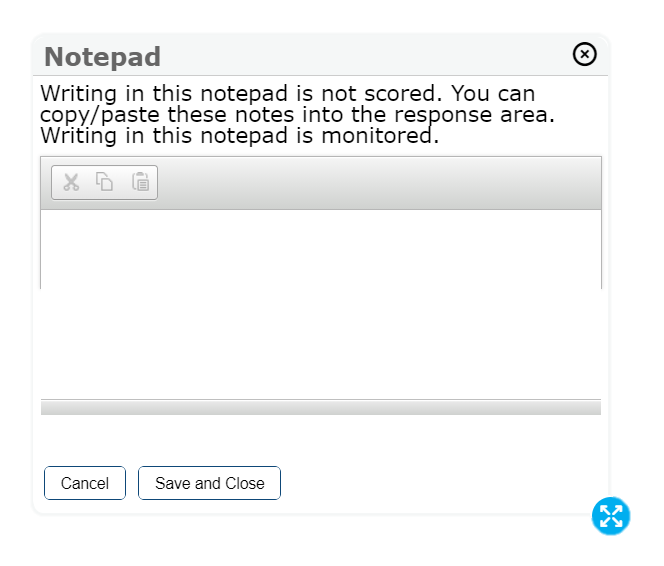 Notepad
Writing in this notepad is not scored. You can
copy/paste these notes into the response area.
Writing in this notepad is monitored.
Cancel
Save and Close